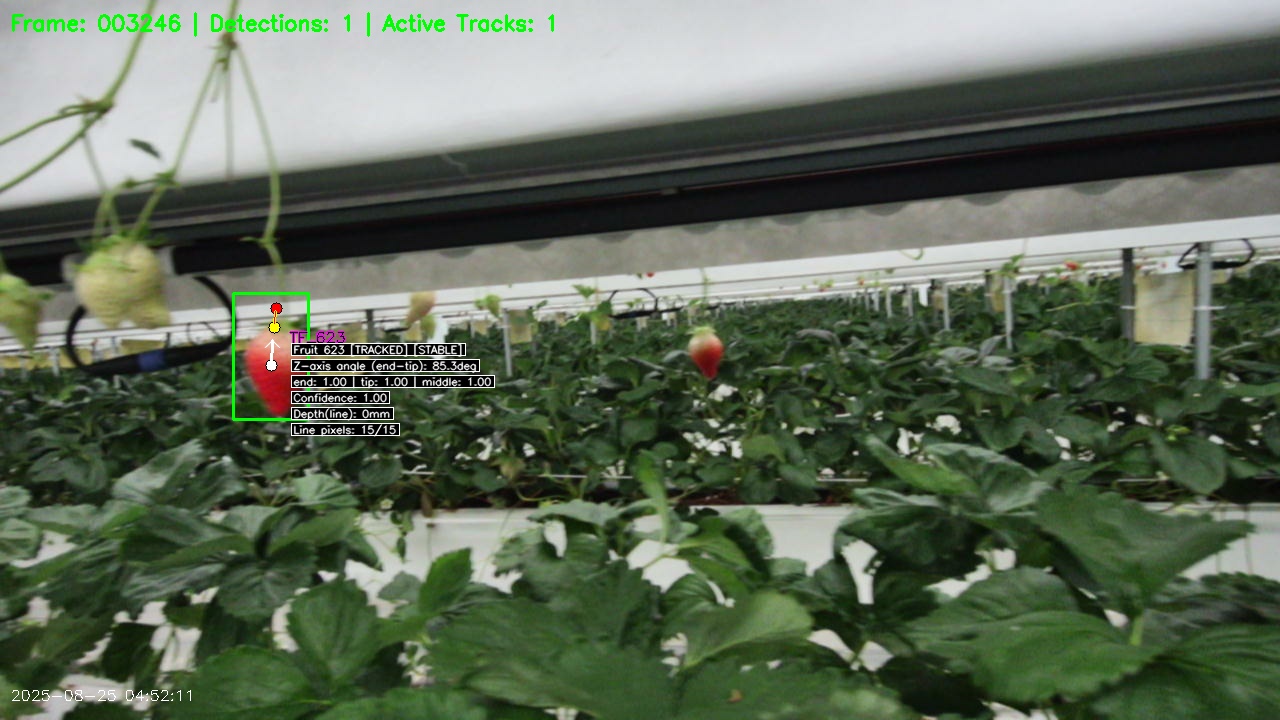 Frame: 003246 | Detections: 1 | Active Tracks: 1
TF_623
Fruit 623 [TRACKED] [STABLE]
Z-axis angle (end-tip): 85.3deg
end: 1.00 | tip: 1.00 | middle: 1.00
Confidence: 1.00
Depth(line): 0mm
Line pixels: 15/15
2025-08-25 04:52:11